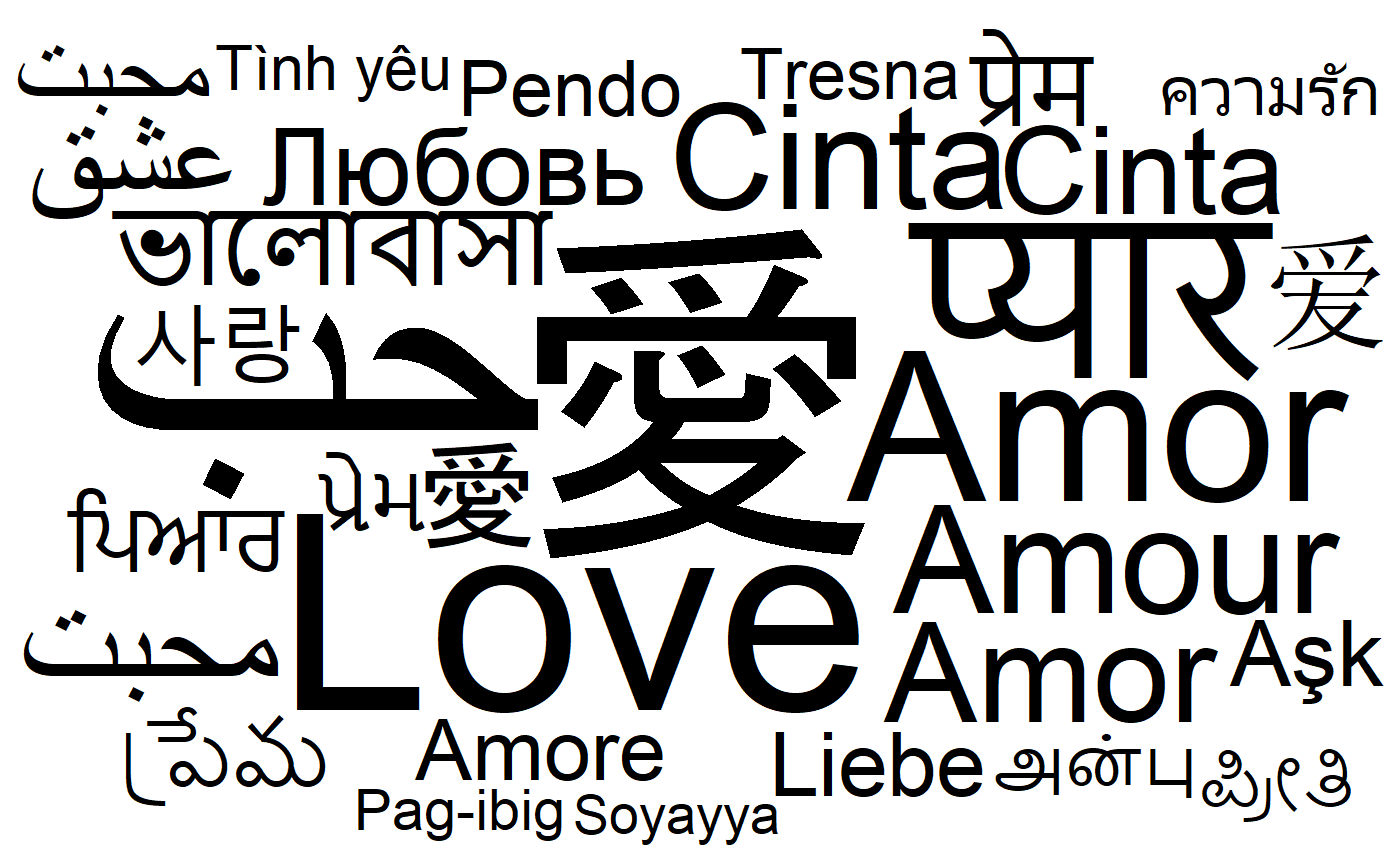 محبت
Tình yêu
Pendo
Tresna
प्रेम
ความรัก
عشق
Любовь
Cinta
Cinta
ভালোবাসা
愛
प्यार
爱
사랑
حب
Amor
પ્રેમ
愛
ਪਿਆਰ
Love
Amour
محبت
Amor
Aşk
ప్రేమ
Amore
Liebe
அன்பு
ಪ್ರೀತಿ
Pag-ibig
Soyayya